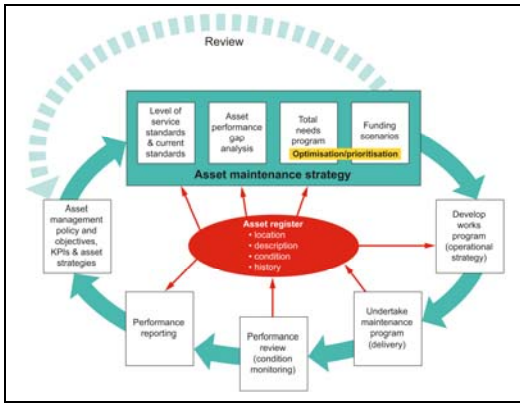 Review
Level of
service
standards
& current
standards
Asset
performance
gap
analysis
Total
needs
program
Funding
scenarios
Optimisation/prioritisation
Asset maintenance strategy
Asset
management
policy and
objectives,
KPIs & asset
strategies
Asset register
• location
• description
• condition
• history
Develop
works
program
(operational
strategy)
Performance
reporting
Performance
review
(condition
monitoring)
Undertake
maintenance
program
(delivery)